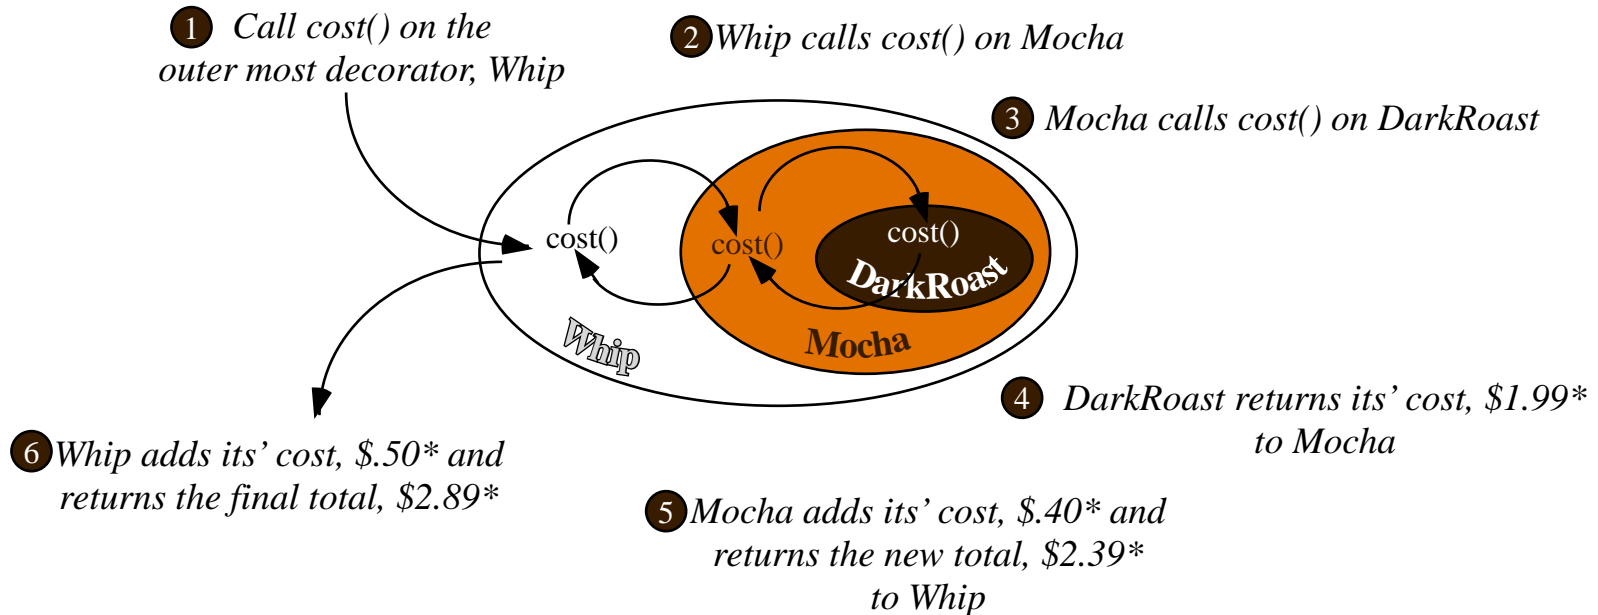 1 Call cost() on the
outer most decorator, Whip
2 Whip calls cost() on Mocha
3 Mocha calls cost() on DarkRoast
cost()
cost()
cost()
DarkRoast
Mocha
Whip
4 DarkRoast returns its’ cost, $1.99*
to Mocha
5 Mocha adds its’ cost, $.40* and
returns the new total, $2.39*
to Whip
6 Whip adds its’ cost, $.50* and
returns the final total, $2.89*